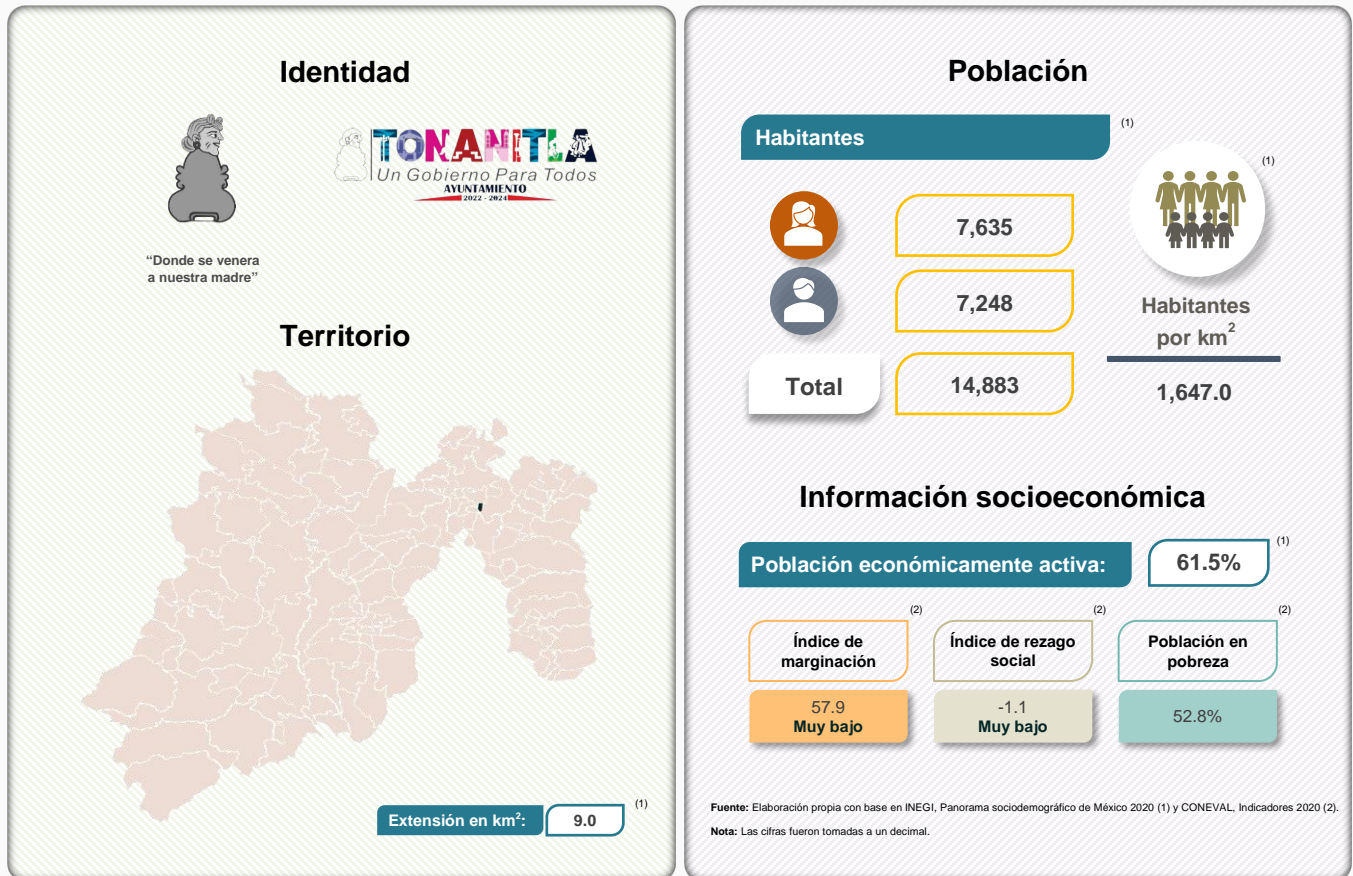 Identidad
TONANITLA
Un Gobierno Para Todos
AYUNTAMIENTO
2022 - 2024
“Donde se venera
a nuestra madre”
Territorio
Extensión en km²:
9.0
(1)
Población
Habitantes
(1)
(1)
7,635
7,248
Habitantes
por km²
Total
14,883
1,647.0
Información socioeconómica
Población económicamente activa:
61.5%
(1)
(2)
(2)
(2)
Índice de
marginación
Índice de rezago
social
Población en
pobreza
57.9
Muy bajo
-1.1
Muy bajo
52.8%
Fuente: Elaboración propia con base en INEGI, Panorama sociodemográfico de México 2020 (1) y CONEVAL, Indicadores 2020 (2).
Nota: Las cifras fueron tomadas a un decimal.